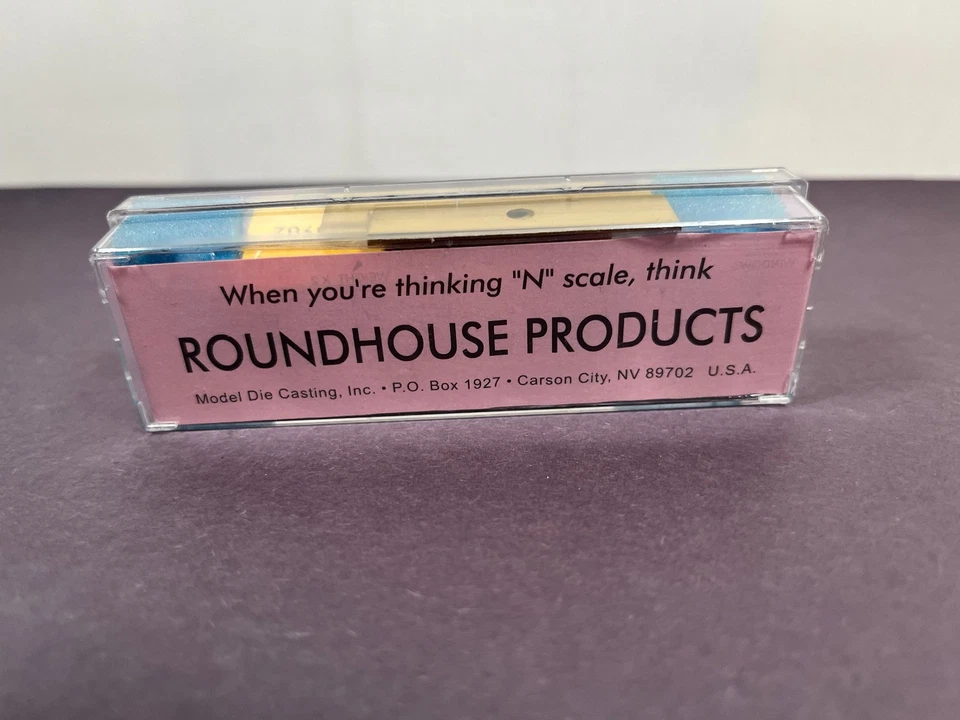 When you're thinking "N" scale, think
ROUNDHOUSE PRODUCTS
Model Die Casting, Inc. • P.O. Box 1927 • Carson City, NV 89702 U.S.A.